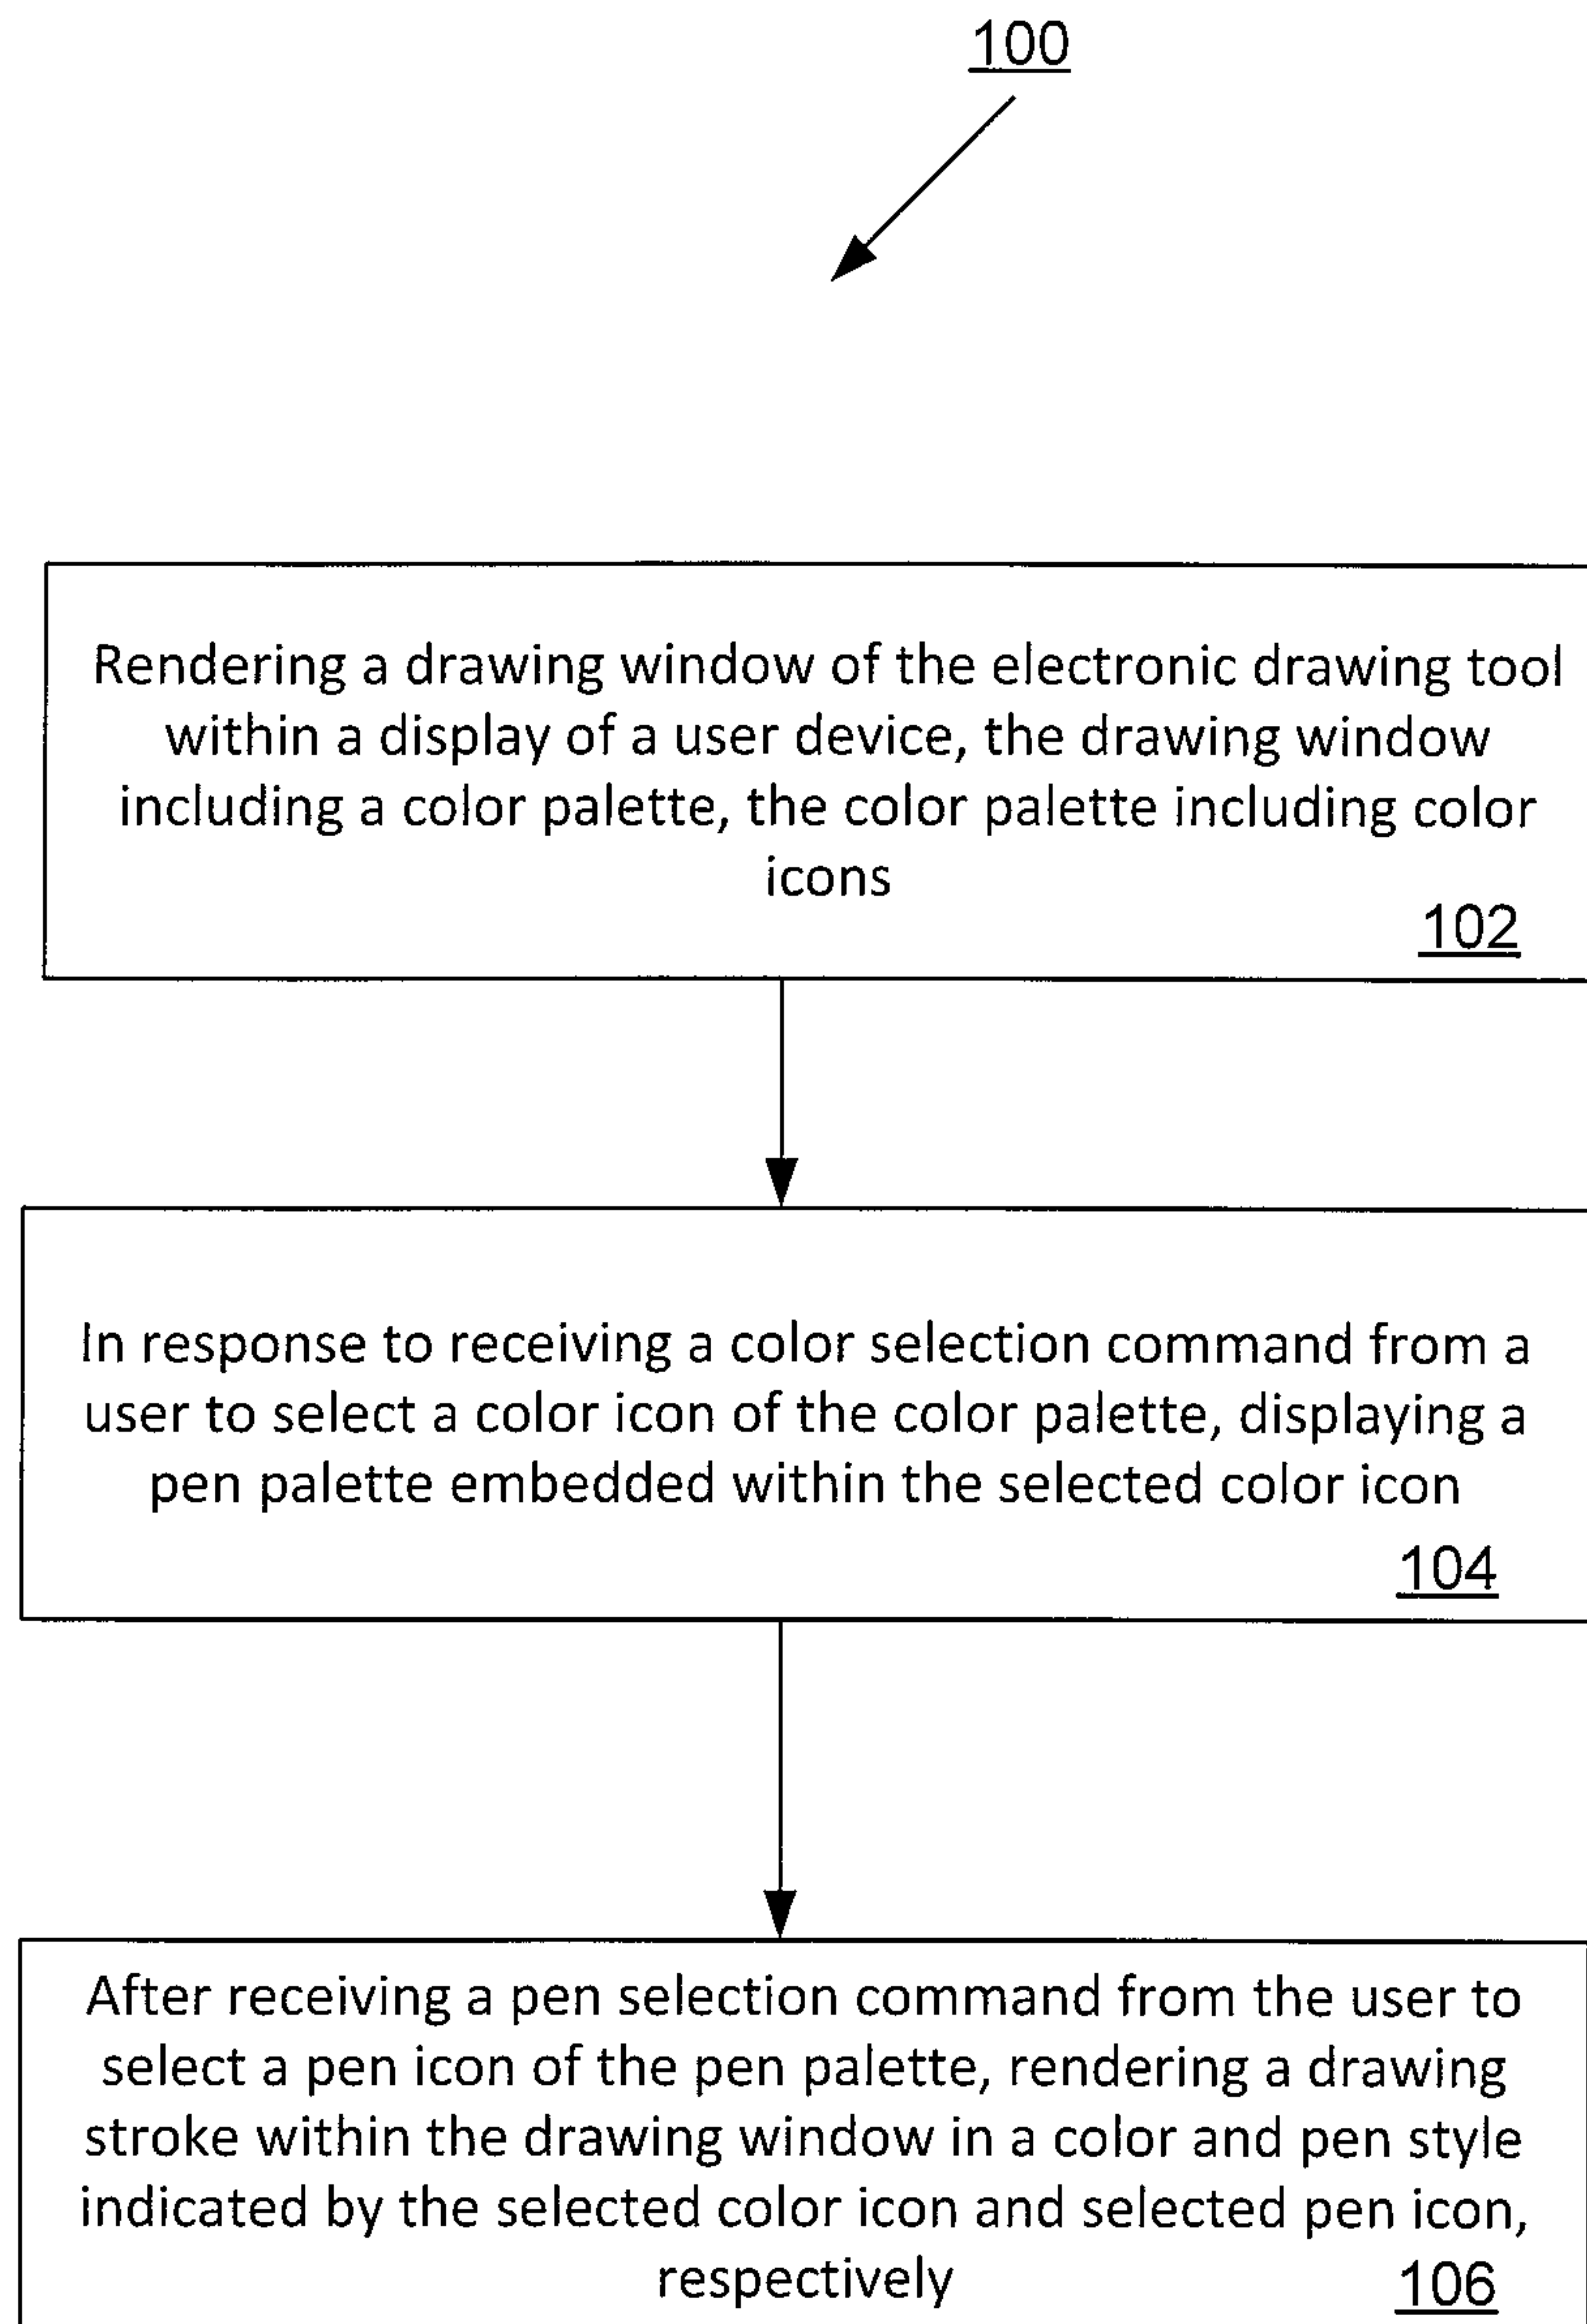 100
Rendering a drawing window of the electronic drawing tool
within a display of a user device, the drawing window
including a color palette, the color palette including color
icons
102
In response to receiving a color selection command from a
user to select a color icon of the color palette, displaying a
pen palette embedded within the selected color icon
104
After receiving a pen selection command from the user to
select a pen icon of the pen palette, rendering a drawing
stroke within the drawing window in a color and pen style
indicated by the selected color icon and selected pen icon,
respectively
106